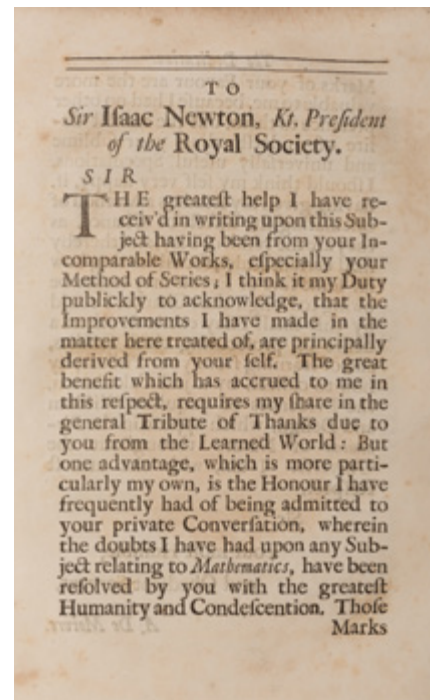 TO
Sir Iſaac Newton, Kt. Preſident
of the Royal Society.
SIR
THE greateſt help I have re-
ceiv'd in writing upon this Sub-
ject having been from your In-
comparable Works, eſpecially your
Method of Series; I think it my Duty
publickly to acknowledge, that the
Improvements I have made in the
matter here treated of, are principally
derived from your ſelf. The great
benefit which has accrued to me in
this reſpect, requires my ſhare in the
general Tribute of Thanks due to
you from the Learned World: But
one advantage, which is more parti-
cularly my own, is the Honour I have
frequently had of being admitted to
your private Converſation, wherein
the doubts I have had upon any Sub-
ject relating to Mathematics, have been
reſolved by you with the greateſt
Humanity and Condeſcention. Thoſe
Marks